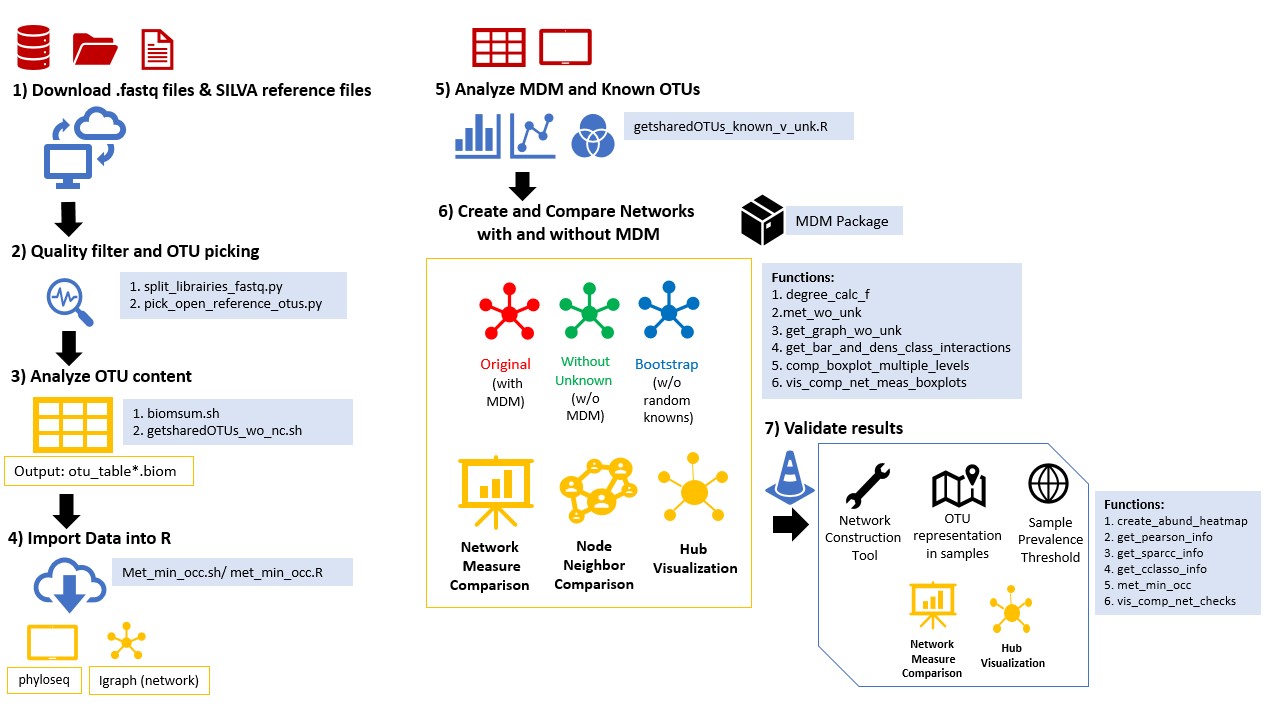 1) Download .fastq files & SILVA reference files
2) Quality filter and OTU picking
1. split_librairies_fastq.py
2. pick_open_reference_otus.py
3) Analyze OTU content
1. biomsum.sh
2. getsharedOTUs_wo_nc.sh
Output: otu_table*.biom
4) Import Data into R
Met_min_occ.sh/ met_min_occ.R
phyloseq
Igraph (network)
5) Analyze MDM and Known OTUs
getsharedOTUs_known_v_unk.R
6) Create and Compare Networks
with and without MDM
MDM Package
Original
(with
MDM)
Without
Unknown
(w/o
MDM)
Bootstrap
(w/o
random
knowns)
Network
Measure
Comparison
Node
Neighbor
Comparison
Hub
Visualization
Functions:
1. degree_calc_f
2.met_wo_unk
3. get_graph_wo_unk
4. get_bar_and_dens_class_interactions
5. comp_boxplot_multiple_levels
6. vis_comp_net_meas_boxplots
7) Validate results
Network
Construction
Tool
OTU
representation
in samples
Sample
Prevalence
Threshold
Network
Measure
Comparison
Hub
Visualization
Functions:
1. create_abund_heatmap
2. get_pearson_info
3. get_sparcc_info
4. get_cclasso_info
5. met_min_occ
6. vis_comp_net_checks